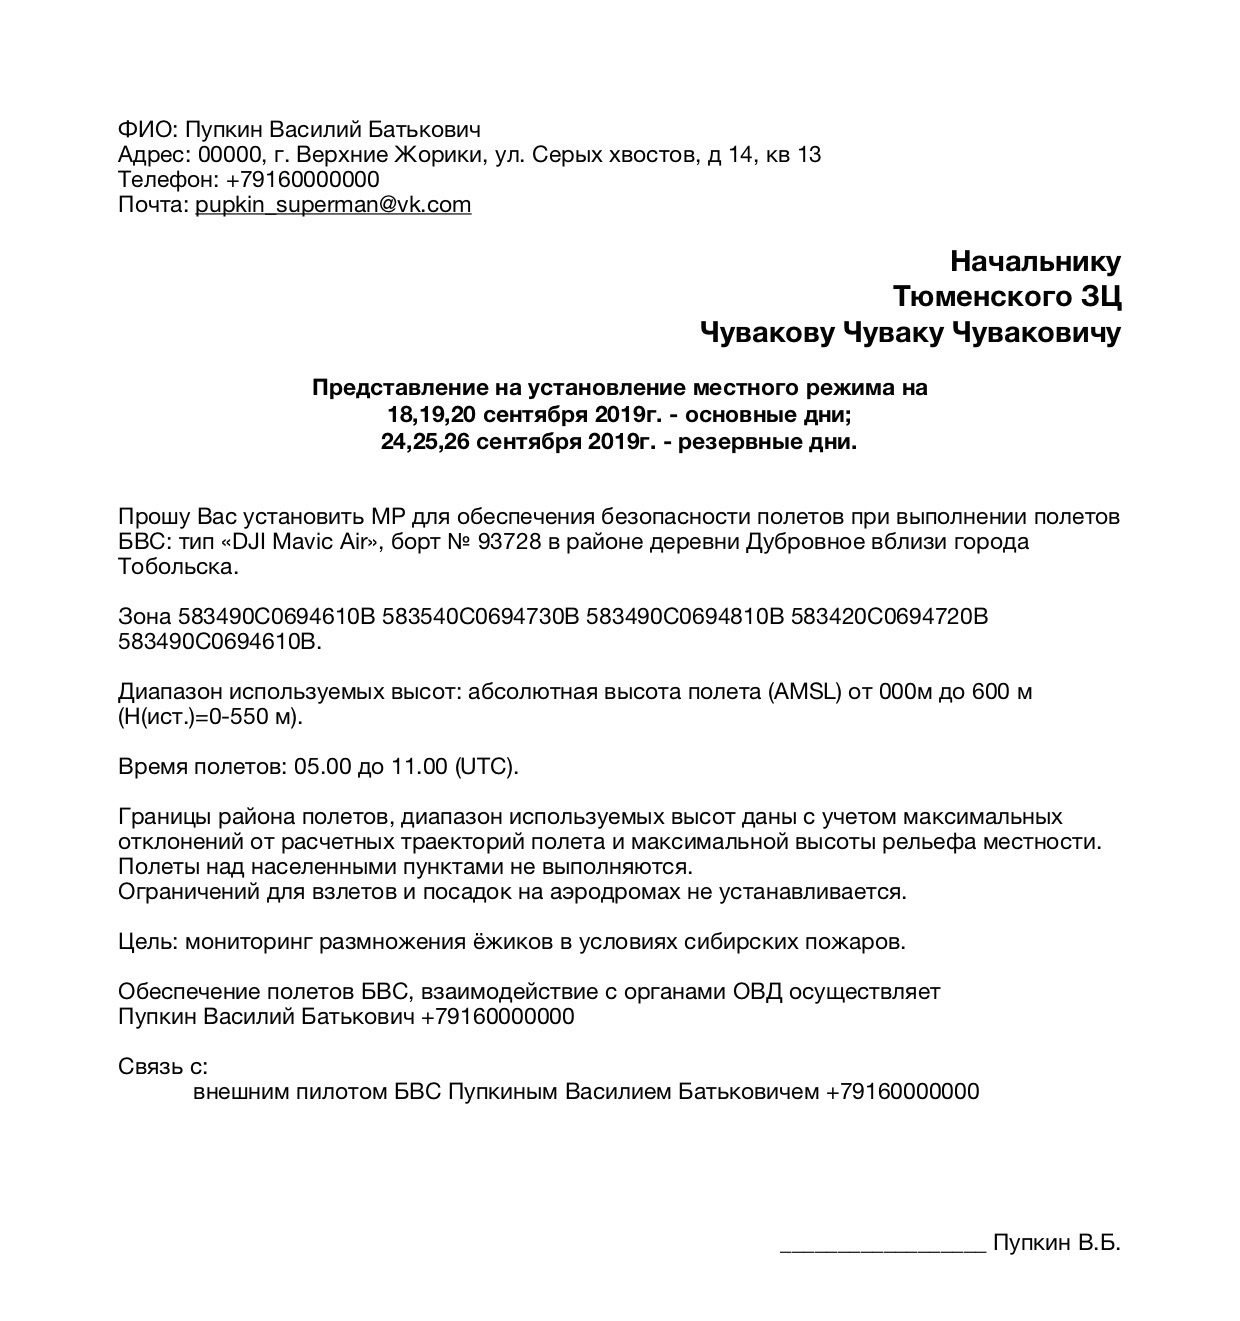 ФИО: Пупкин Василий Батькович
Адрес: 00000, г. Верхние Жорики, ул. Серых хвостов, д 14, кв 13
Телефон: +79160000000
Почта: pupkin_superman@vk.com
Начальнику
Тюменского ЗЦ
Чувакову Чуваку Чуваковичу
Представление на установление местного режима на
18,19,20 сентября 2019г. - основные дни;
24,25,26 сентября 2019г. - резервные дни.
Прошу Вас установить МР для обеспечения безопасности полетов при выполнении полетов
БВС: тип «DJI Mavic Air», борт № 93728 в районе деревни Дубровное вблизи города
Тобольска.
Зона 583490С0694610В 583540С0694730В 583490С0694810В 583420С0694720В
583490С0694610В.
Диапазон используемых высот: абсолютная высота полета (AMSL) от 000м до 600 м
(Н(ист.)=0-550 м).
Время полетов: 05.00 до 11.00 (UTC).
Границы района полетов, диапазон используемых высот даны с учетом максимальных
отклонений от расчетных траекторий полета и максимальной высоты рельефа местности.
Полеты над населенными пунктами не выполняются.
Ограничений для взлетов и посадок на аэродромах не устанавливается.
Цель: мониторинг размножения ёжиков в условиях сибирских пожаров.
Обеспечение полетов БВС, взаимодействие с органами ОВД осуществляет
Пупкин Василий Батькович +79160000000
Связь с:
внешним пилотом БВС Пупкиным Василием Батьковичем +79160000000
_________________ Пупкин В.Б.